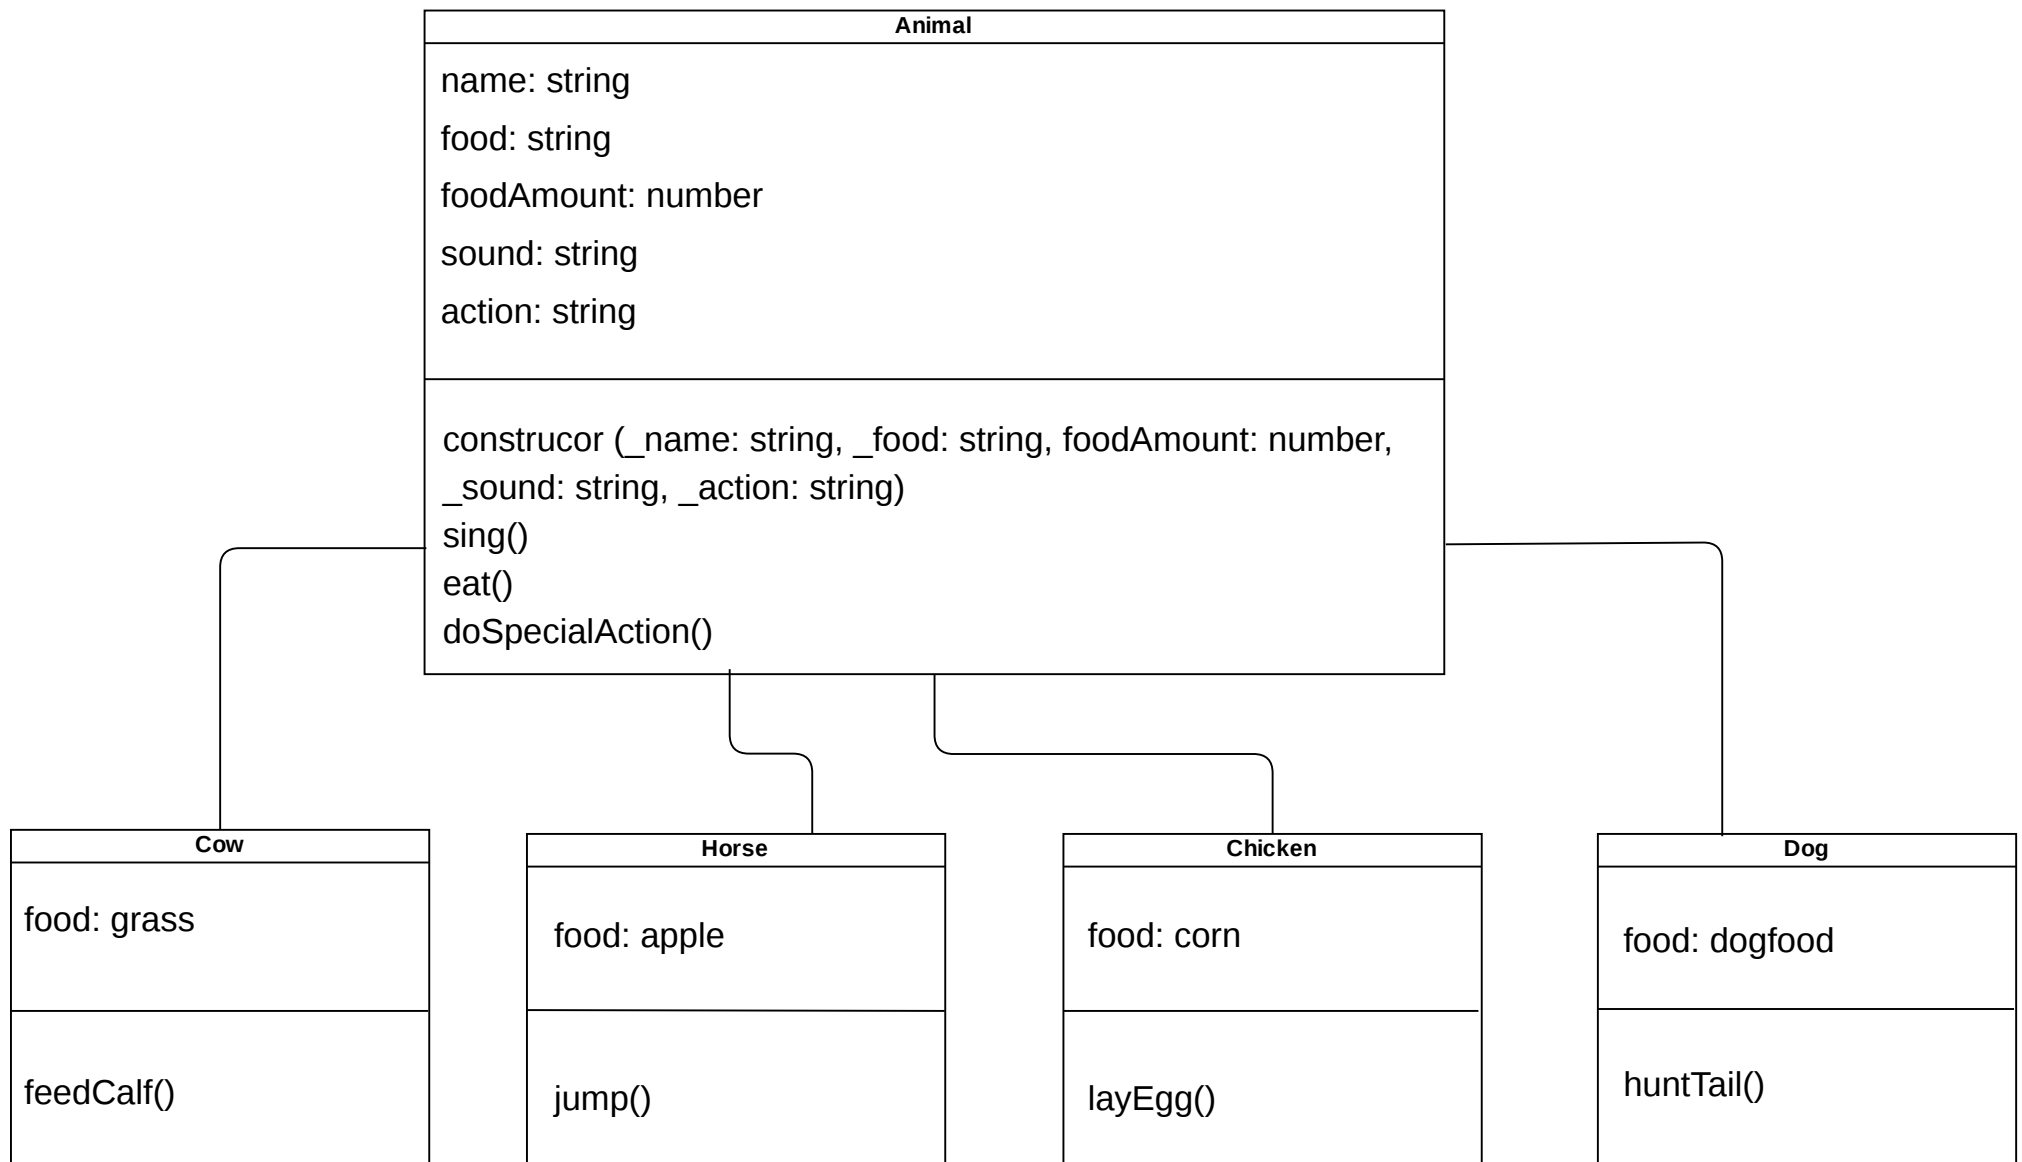 Animal
name: string
food: string
foodAmount: number
sound: string
action: string
construcor (_name: string, _food: string, foodAmount: number,
_sound: string, _action: string)
sing()
eat()
doSpecialAction()
Cow
food: grass
feedCalf()
Horse
food: apple
jump()
Chicken
food: corn
layEgg()
Dog
food: dogfood
huntTail()